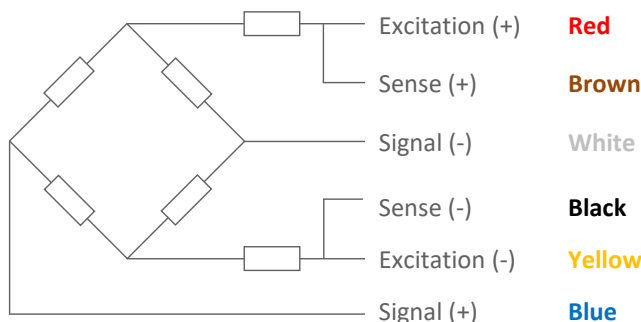 Excitation (+) Red
Sense (+) Brown
Signal (-) White
Sense (-) Black
Excitation (-) Yellow
Signal (+) Blue